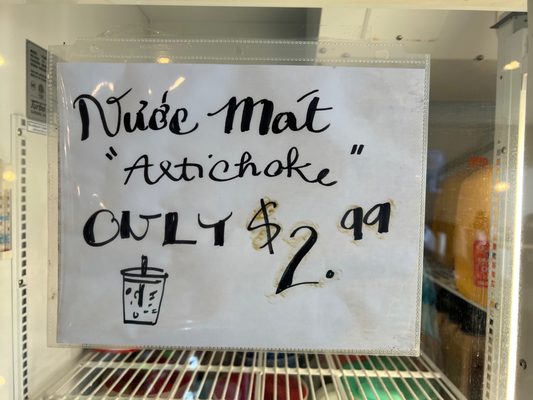 Nước Mát
"Artichoke"
ONLY $2.99